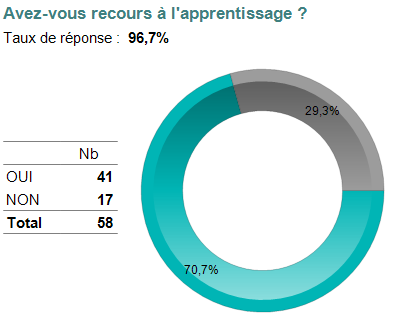 Avez-vous recours à l'apprentissage ?
Taux de réponse : 96,7%
29,3%
Nb
OUI 41
NON 17
Total 58
70,7%